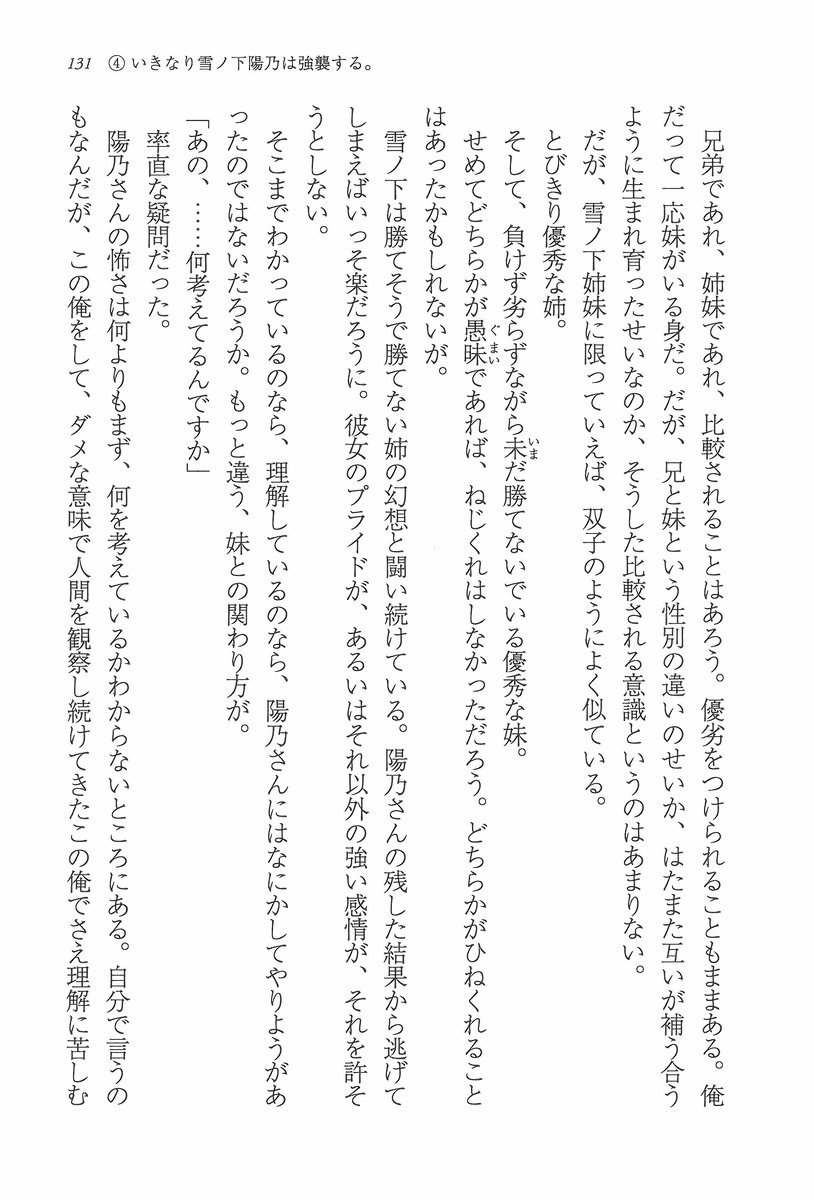 131 ④ いきなり雪ノ下陽乃は強襲する。
兄弟であれ、姉妹であれ、比較されることはあろう。優劣をつけられることもままある。俺
だって一応妹がいる身だ。だが、兄と妹という性別の違いのせいか、はたまた互いが補う合う
ように生まれ育ったせいなのか、そうした比較される意識というのはあまりない。
だが、雪ノ下姉妹に限っていえば、双子のようによく似ている。
とびきり優秀な姉。
そして、負けず劣らずながら未だ勝てないでいる優秀な妹。
いま
せめてどちらかが愚昧であれば、ねじくれはしなかっただろう。どちらかがひねくれること
ぐまい
はあったかもしれないが。
雪ノ下は勝てそうで勝てない姉の幻想と闘い続けている。陽乃さんの残した結果から逃げて
しまえばいっそ楽だろうに。彼女のプライドが、あるいはそれ以外の強い感情が、それを許そ
うとしない。
そこまでわかっているのなら、理解しているのなら、陽乃さんにはなにかしてやりようがあ
ったのではないだろうか。もっと違う、妹との関わり方が。
「あの、……何考えてるんですか」
率直な疑問だった。
陽乃さんの怖さは何よりもまず、何を考えているかわからないところにある。自分で言うの
もなんだが、この俺をして、ダメな意味で人間を観察し続けてきたこの俺でさえ理解に苦しむ